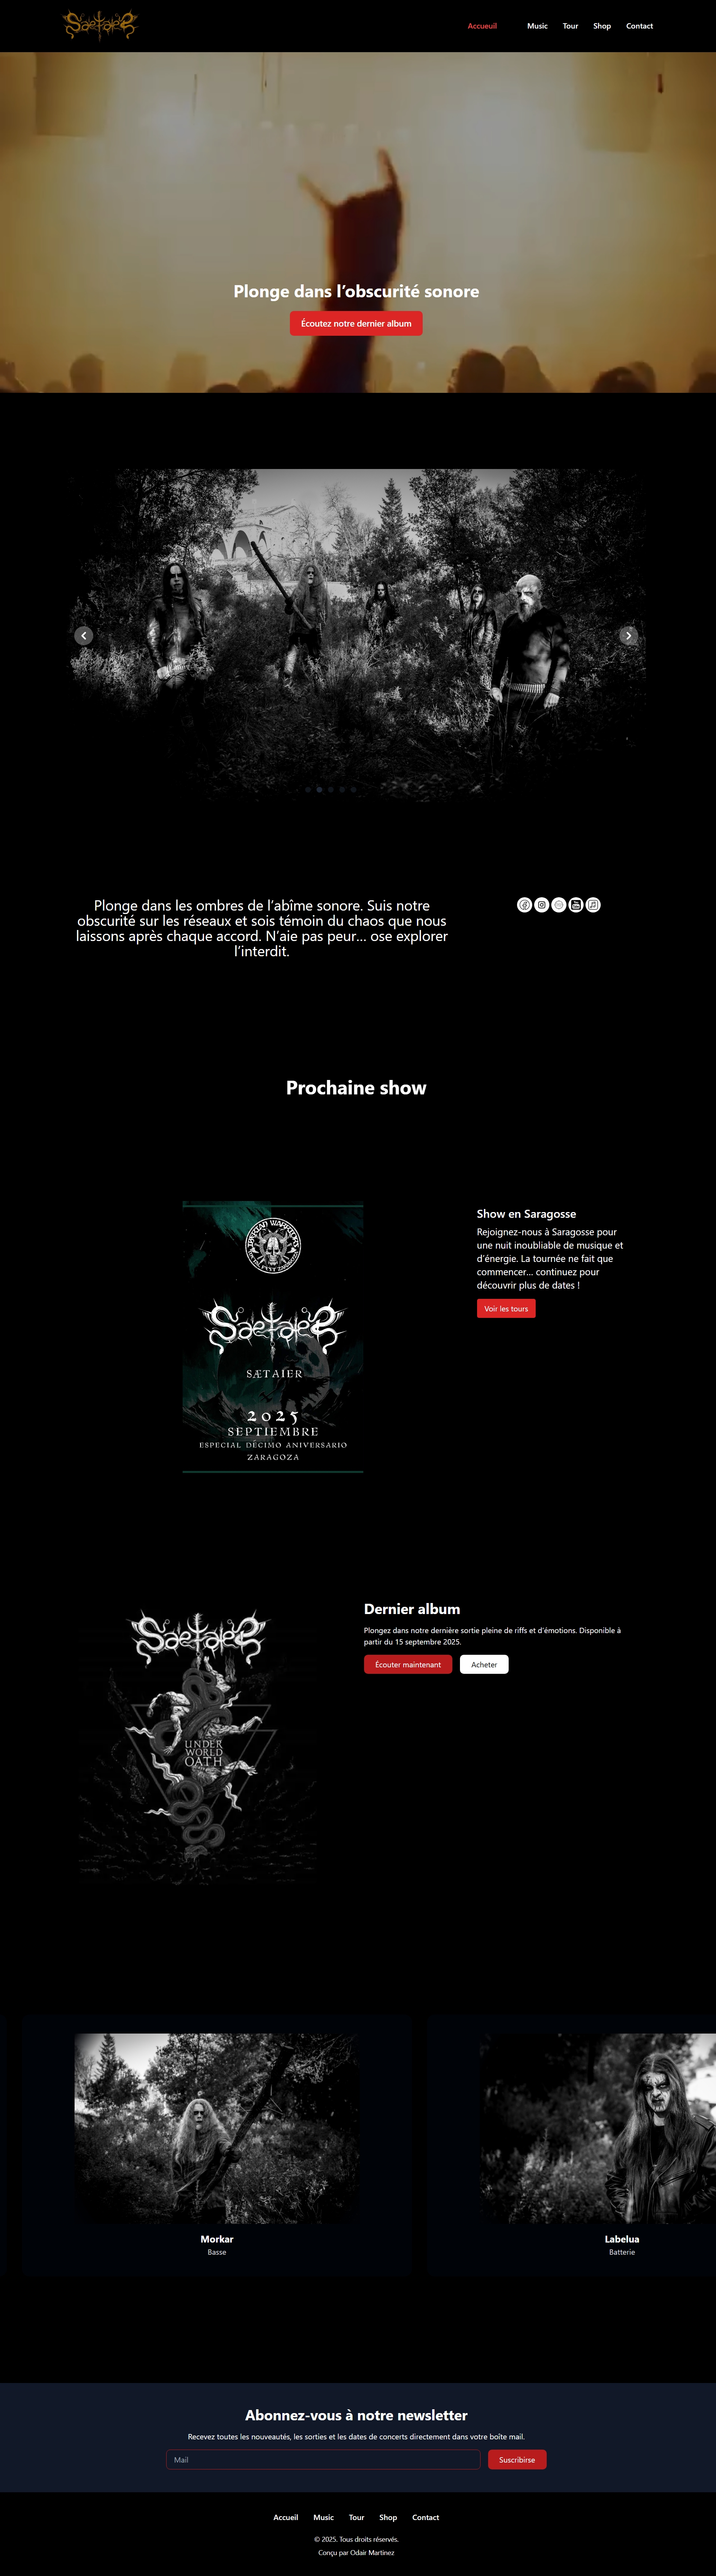 Saetaier
Accueuil
Music
Tour
Shop
Contact
Plonge dans l’obscurité sonore
Écoutez notre dernier album
Plonge dans les ombres de l’abîme sonore. Suis notre
obscurité sur les réseaux et sois témoin du chaos que nous
laissons après chaque accord. N’aie pas peur… ose explorer
l’interdit.
Prochaine show
Saetaier
SÆTAIER
2025
SEPTIEMBRE
ESPECIAL DÉCIMO ANIVERSARIO
ZARAGOZA
Show en Saragosse
Rejoignez-nous à Saragosse pour
une nuit inoubliable de musique et
d’énergie. La tournée ne fait que
commencer… continuez pour
découvrir plus de dates !
Voir les tours
Saetaier
UNDER
WORLD
OATH
Dernier album
Plongez dans notre dernière sortie pleine de riffs et d’émotions. Disponible à
partir du 15 septembre 2025.
Écouter maintenant
Acheter
Morkar
Basse
Labelua
Batterie
Abonnez-vous à notre newsletter
Recevez toutes les nouveautés, les sorties et les dates de concerts directement dans votre boîte mail.
Mail
Suscribirse
Accueil
Music
Tour
Shop
Contact
© 2025. Tous droits réservés.
Conçu par Odair Martinez